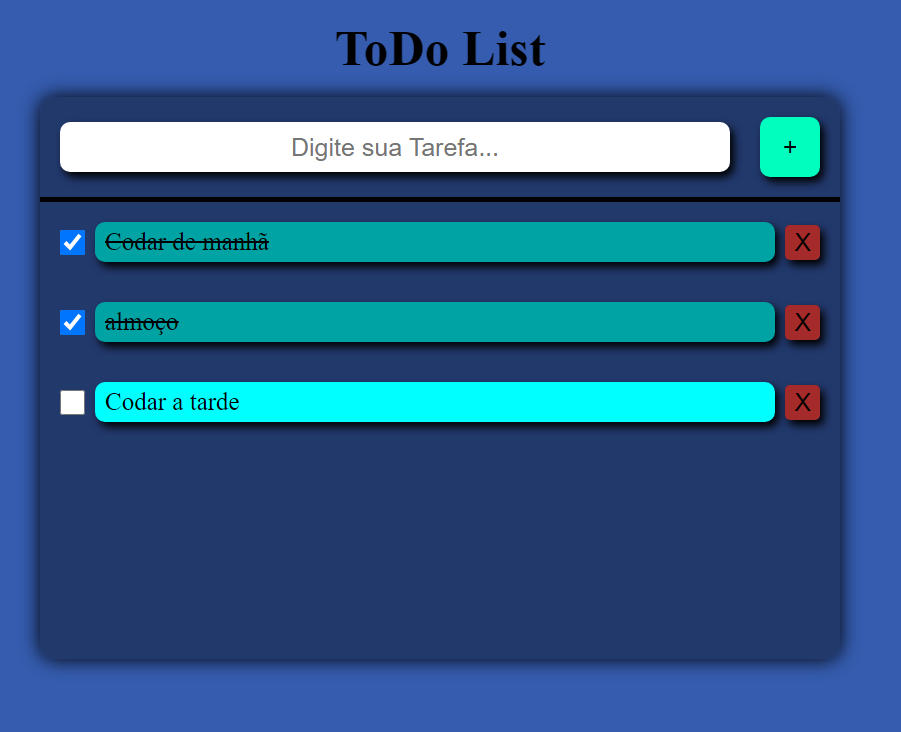 ToDo List
Digite sua Tarefa...
+
Codar de manhã
X
almoço
X
Codar a tarde
X